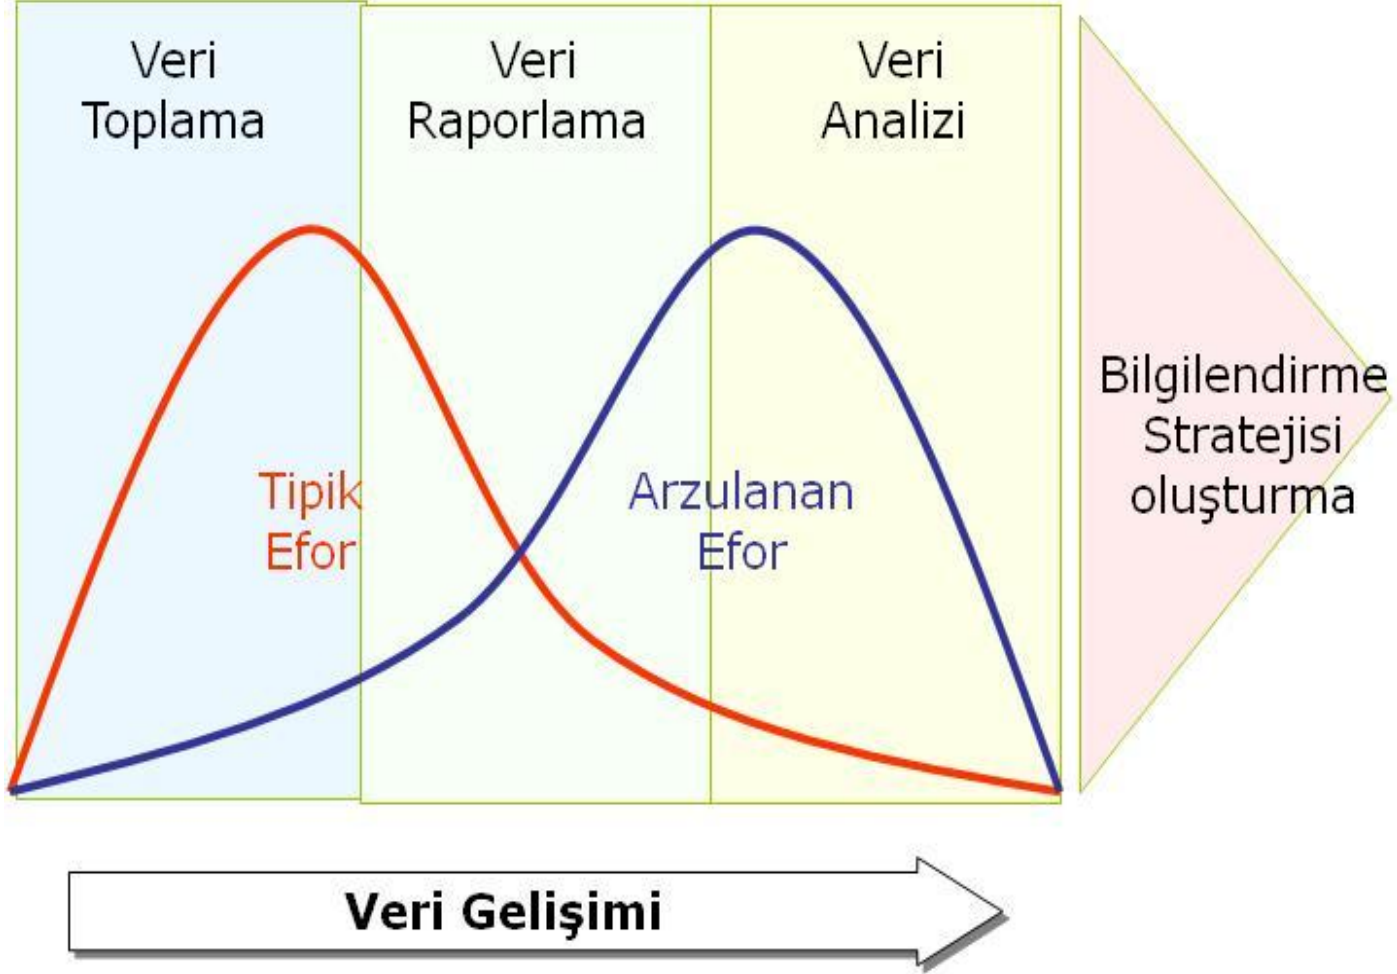 Veri
Toplama
Veri
Raporlama
Veri
Analizi
Tipik
Efor
Arzulanan
Efor
Bilgilendirme
Stratejisi
oluşturma
Veri Gelişimi